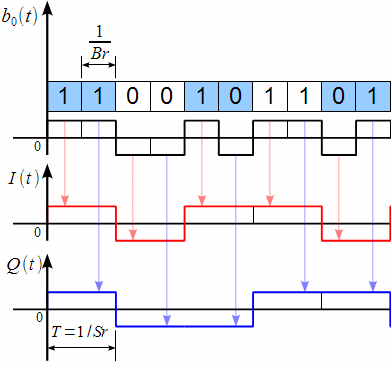 b₀(t)
1
Br
1 1 0 0 1 0 1 1 0 1
0
I(t)
0
Q(t)
0
T=1/Sr